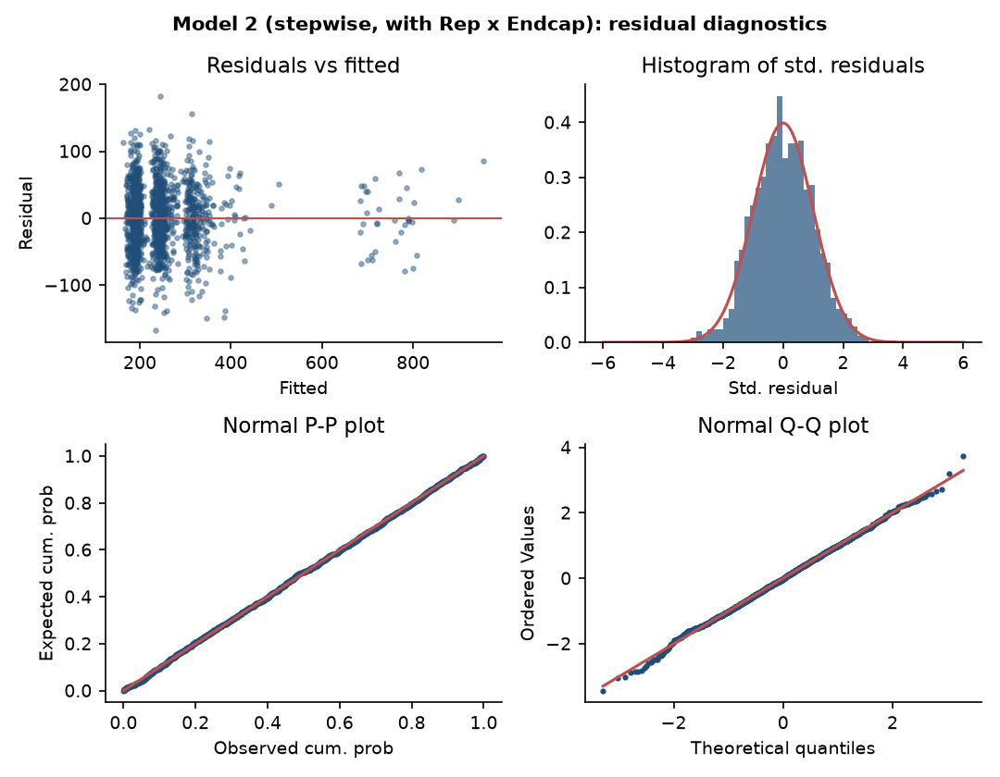 Model 2 (stepwise, with Rep x Endcap): residual diagnostics
Residuals vs fitted
200
100
0
−100
Residual
200 400 600 800
Fitted
Histogram of std. residuals
0.4
0.3
0.2
0.1
0.0
−6 −4 −2 0 2 4 6
Std. residual
Normal P-P plot
1.0
0.8
0.6
0.4
0.2
0.0
Expected cum. prob
0.0 0.2 0.4 0.6 0.8 1.0
Observed cum. prob
Normal Q-Q plot
4
2
0
−2
Ordered Values
−2 0 2
Theoretical quantiles